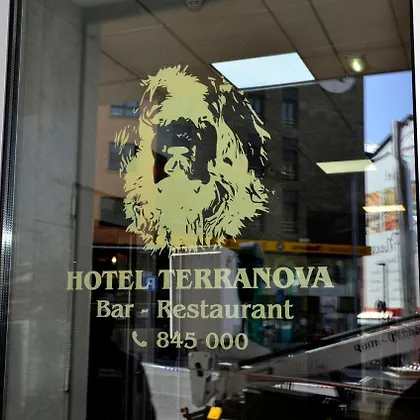 HOTEL TERRANOVA
Bar - Restaurant
845 000